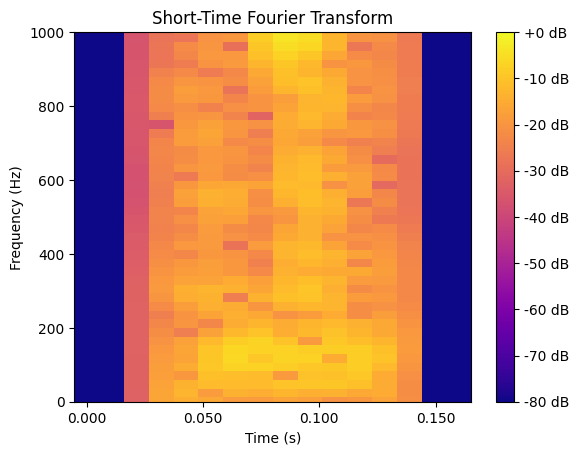 Short-Time Fourier Transform
1000
800
600
400
200
0
Frequency (Hz)
0.000
0.050
0.100
0.150
Time (s)
+0 dB
-10 dB
-20 dB
-30 dB
-40 dB
-50 dB
-60 dB
-70 dB
-80 dB